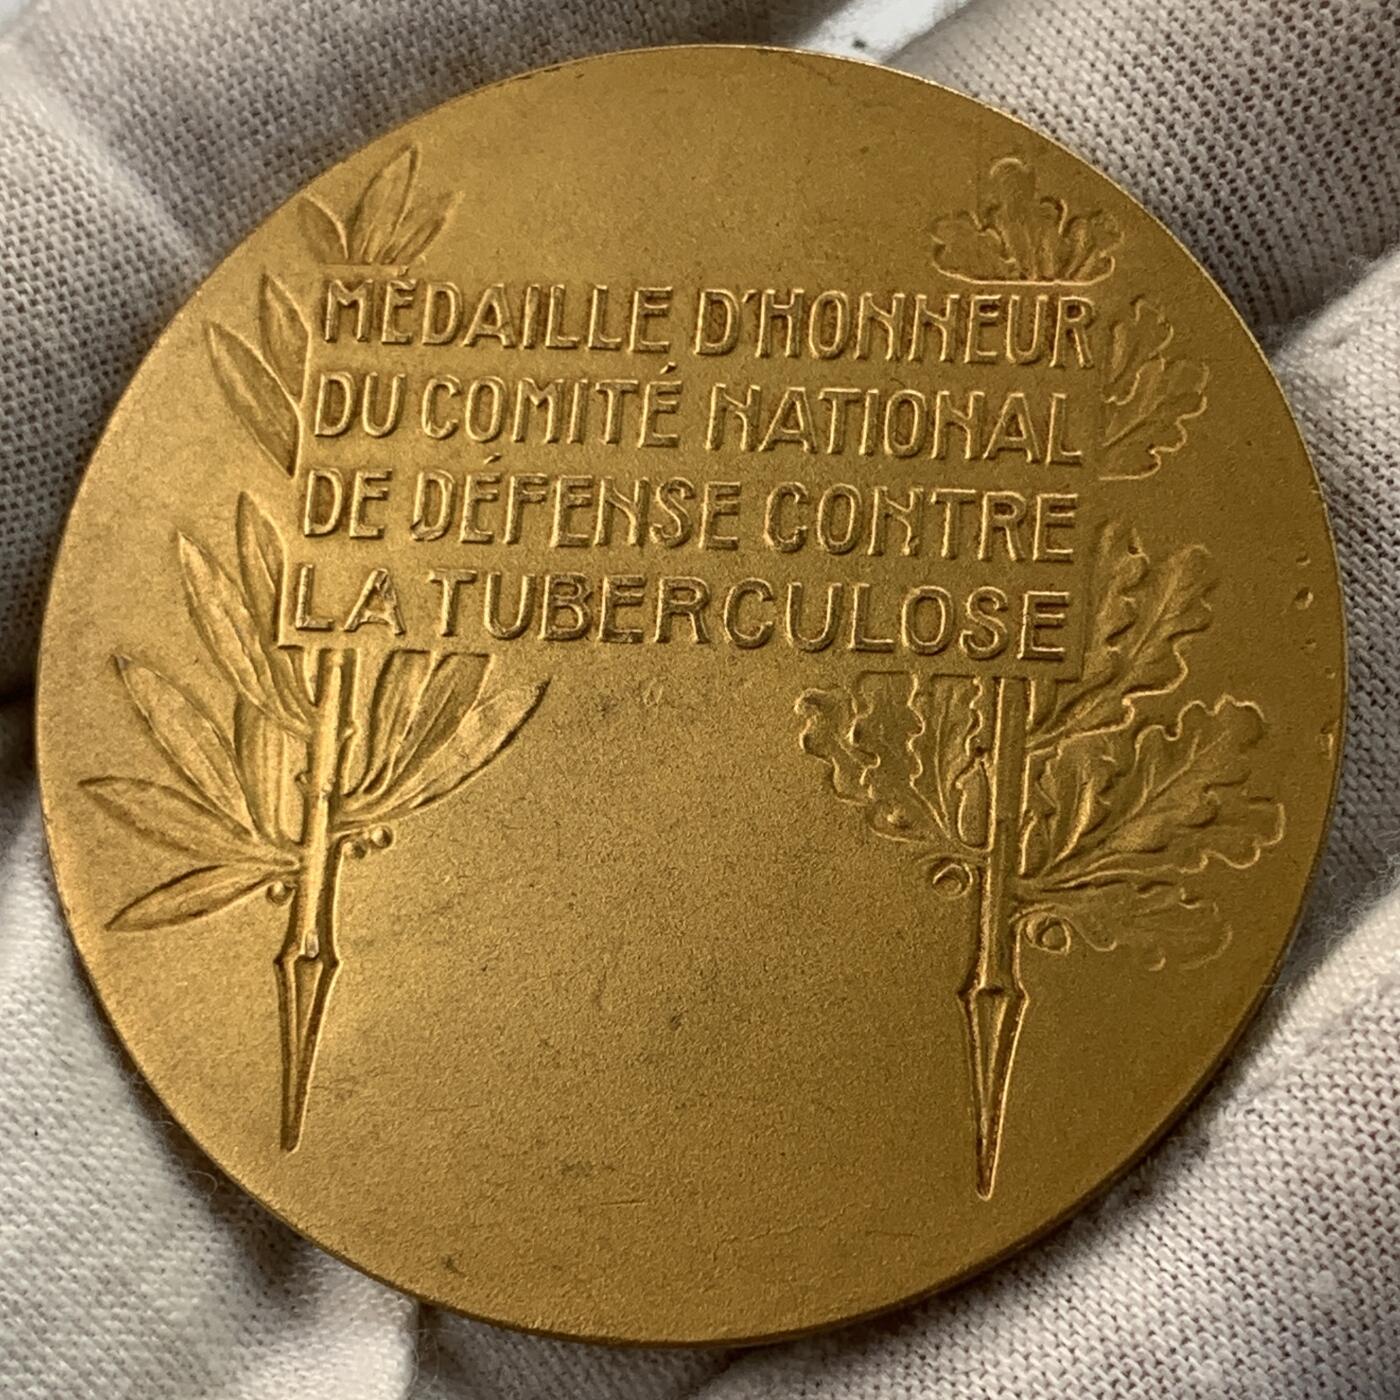 MÉDAILLE D'HONNEUR
DU COMITÉ NATIONAL
DE DÉFENSE CONTRE
LA TUBERCULOSE